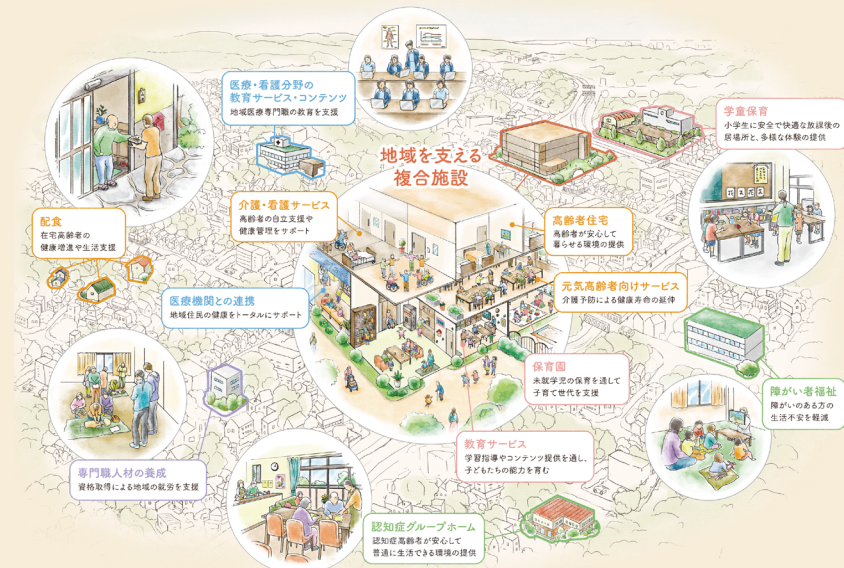 医療・看護分野の
教育サービス・コンテンツ
地域医療専門職の教育を支援
学童保育
小学生に安全で快適な放課後の
居場所と、多様な体験の提供
地域を支える
複合施設
配食
在宅高齢者の
健康増進や生活支援
介護・看護サービス
高齢者の自立支援や
健康管理をサポート
高齢者住宅
高齢者が安心して
暮らせる環境の提供
医療機関との連携
地域住民の健康をトータルにサポート
元気高齢者向けサービス
介護予防による健康寿命の延伸
保育園
未就学児の保育を通して
子育て世代を支援
障がい者福祉
障がいのある方の
生活不安を軽減
教育サービス
学習指導やコンテンツ提供を通し、
子どもたちの能力を育む
専門職人材の養成
資格取得による地域の就労を支援
認知症グループホーム
認知症高齢者が安心して
普通に生活できる環境の提供